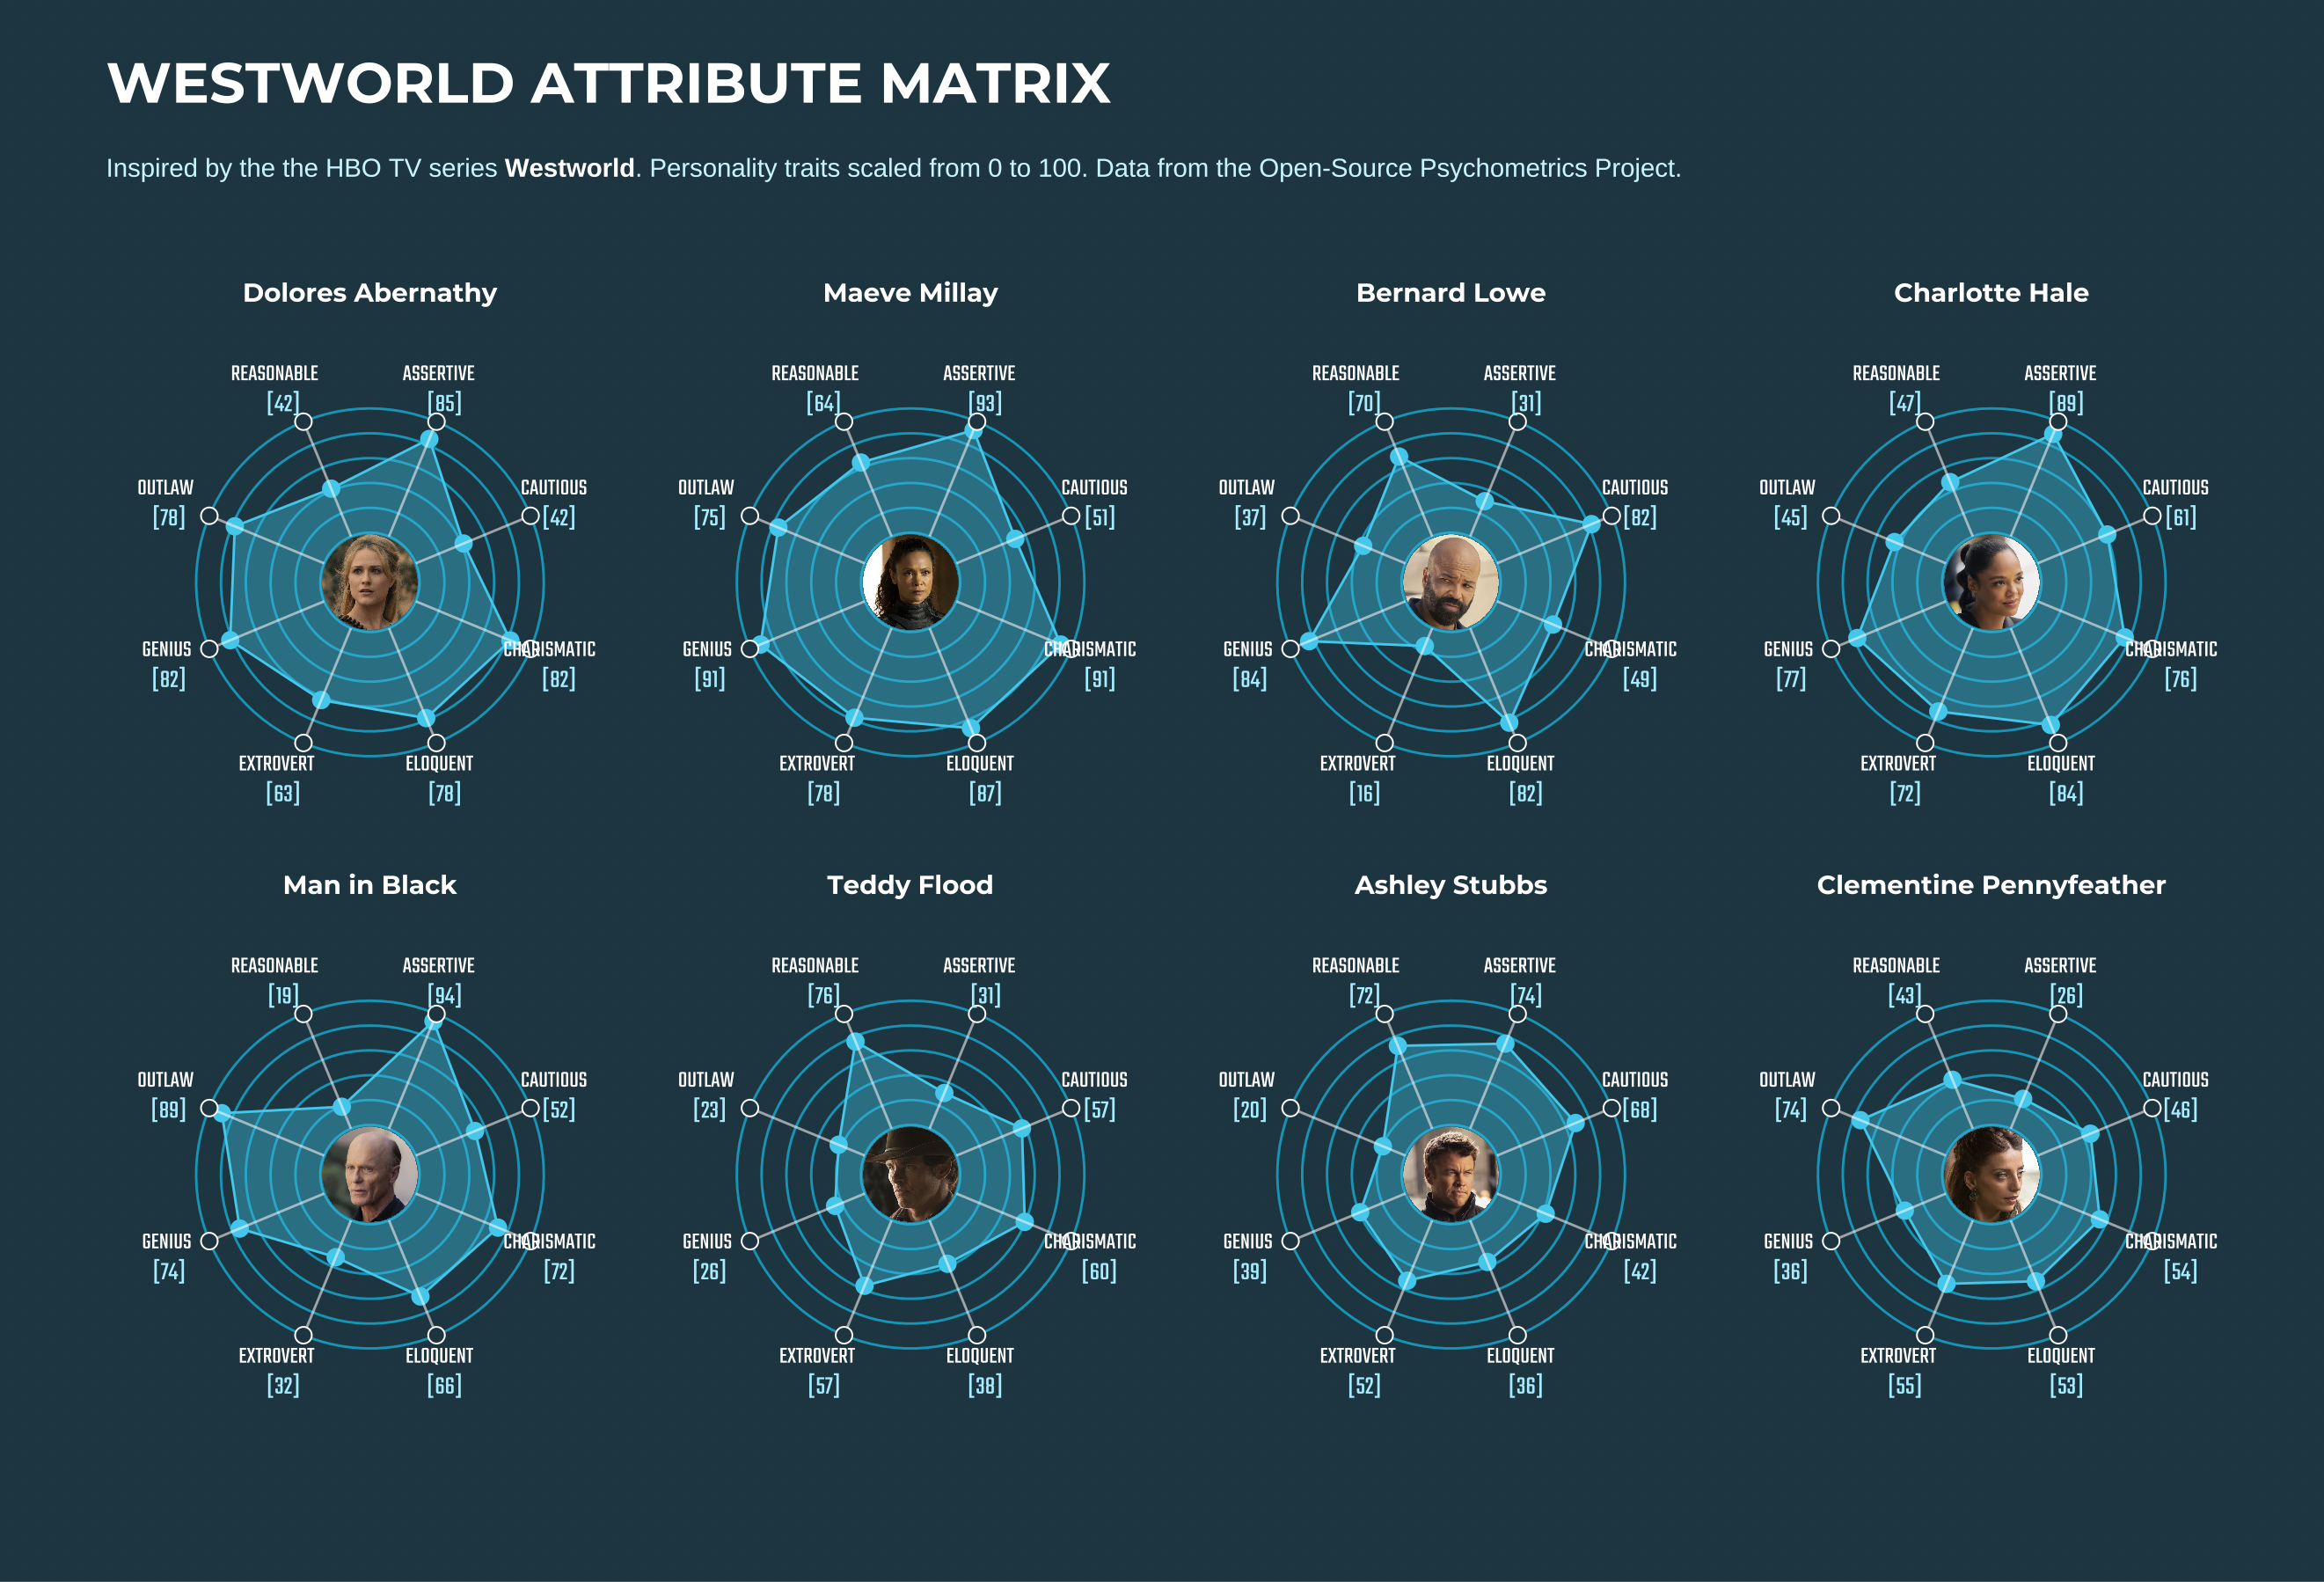 WESTWORLD ATTRIBUTE MATRIX
Inspired by the the HBO TV series Westworld. Personality traits scaled from 0 to 100. Data from the Open-Source Psychometrics Project.
Dolores Abernathy
REASONABLE
[42]
ASSERTIVE
[85]
OUTLAW
[78]
CAUTIOUS
[42]
GENIUS
[82]
CHARISMATIC
[82]
EXTROVERT
[63]
ELOQUENT
[78]
Maeve Millay
REASONABLE
[64]
ASSERTIVE
[93]
OUTLAW
[75]
CAUTIOUS
[51]
GENIUS
[91]
CHARISMATIC
[91]
EXTROVERT
[78]
ELOQUENT
[87]
Bernard Lowe
REASONABLE
[70]
ASSERTIVE
[31]
OUTLAW
[37]
CAUTIOUS
[82]
GENIUS
[84]
CHARISMATIC
[49]
EXTROVERT
[16]
ELOQUENT
[82]
Charlotte Hale
REASONABLE
[47]
ASSERTIVE
[89]
OUTLAW
[45]
CAUTIOUS
[61]
GENIUS
[77]
CHARISMATIC
[76]
EXTROVERT
[72]
ELOQUENT
[84]
Man in Black
REASONABLE
[19]
ASSERTIVE
[94]
OUTLAW
[89]
CAUTIOUS
[52]
GENIUS
[74]
CHARISMATIC
[72]
EXTROVERT
[32]
ELOQUENT
[66]
Teddy Flood
REASONABLE
[76]
ASSERTIVE
[31]
OUTLAW
[23]
CAUTIOUS
[57]
GENIUS
[26]
CHARISMATIC
[60]
EXTROVERT
[57]
ELOQUENT
[38]
Ashley Stubbs
REASONABLE
[72]
ASSERTIVE
[74]
OUTLAW
[20]
CAUTIOUS
[68]
GENIUS
[39]
CHARISMATIC
[42]
EXTROVERT
[52]
ELOQUENT
[36]
Clementine Pennyfeather
REASONABLE
[43]
ASSERTIVE
[26]
OUTLAW
[74]
CAUTIOUS
[46]
GENIUS
[36]
CHARISMATIC
[54]
EXTROVERT
[55]
ELOQUENT
[53]